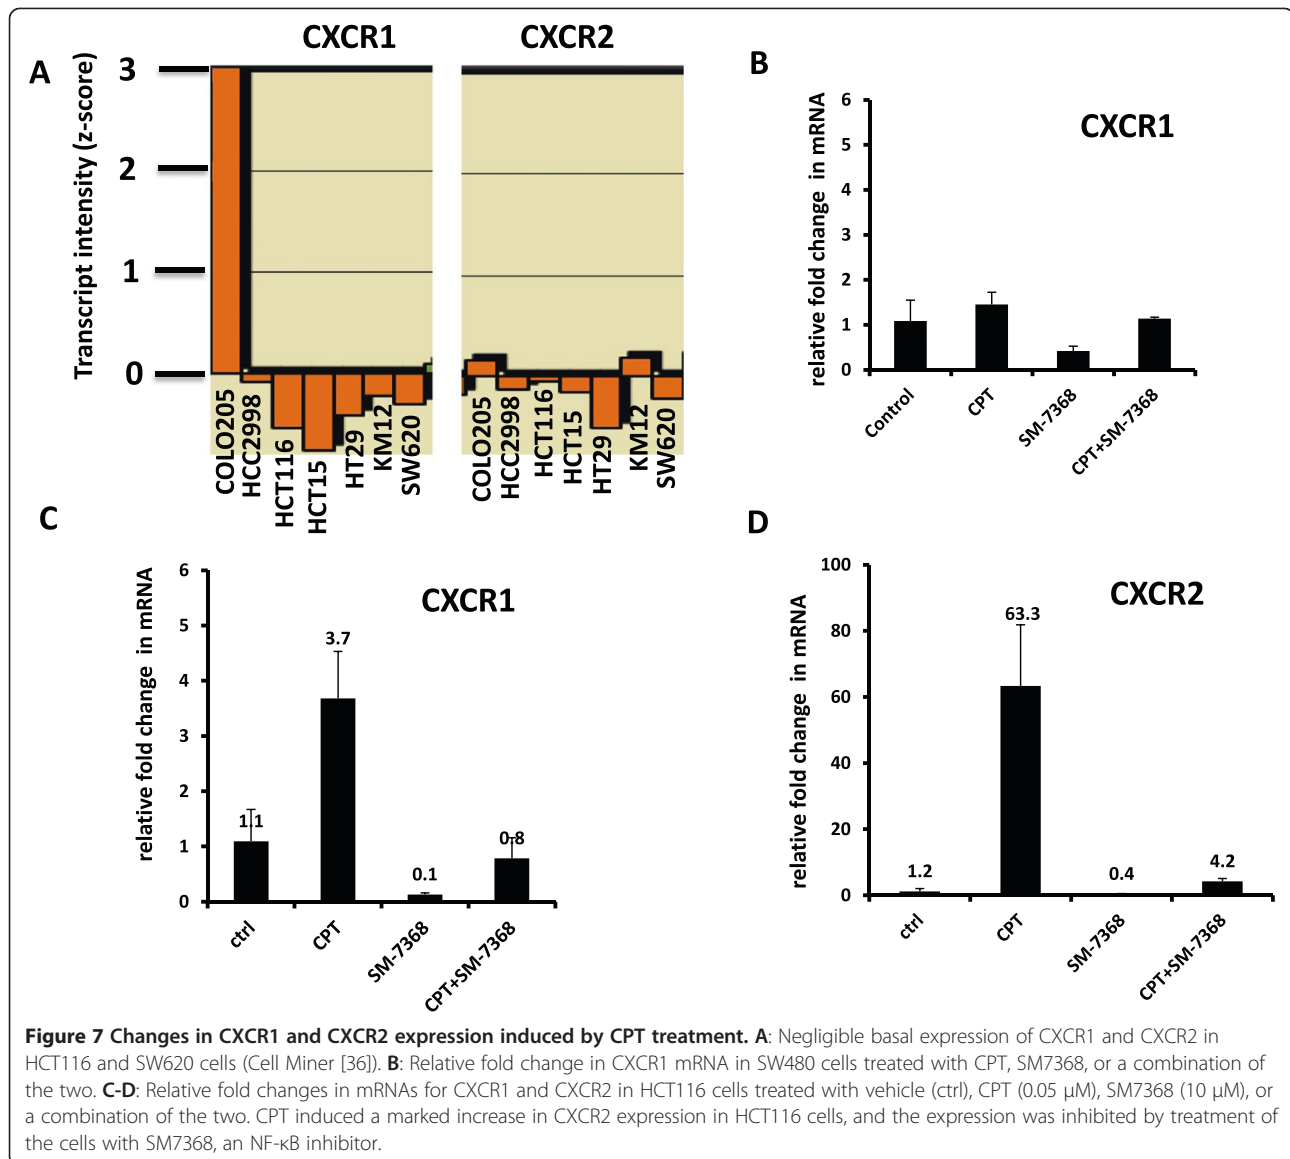 CXCR1 CXCR2
A
Transcript intensity (z-score)
3
2
1
0
COLO205
HCC2998
HCT116
HCT15
HT29
KM12
SW620
COLO205
HCC2998
HCT116
HCT15
HT29
KM12
SW620
B
CXCR1
relative fold change in mRNA
6
5
4
3
2
1
0
Control
CPT
SM-7368
CPT+SM-7368
C
CXCR1
relative fold change in mRNA
6
5
4
3
2
1
0
1.1
3.7
0.1
0.8
ctrl
CPT
SM-7368
CPT+SM-7368
D
CXCR2
relative fold change in mRNA
100
80
60
40
20
0
1.2
63.3
0.4
4.2
ctrl
CPT
SM-7368
CPT+SM-7368
Figure 7 Changes in CXCR1 and CXCR2 expression induced by CPT treatment. A: Negligible basal expression of CXCR1 and CXCR2 in
HCT116 and SW620 cells (Cell Miner [36]). B: Relative fold change in CXCR1 mRNA in SW480 cells treated with CPT, SM7368, or a combination of
the two. C-D: Relative fold changes in mRNAs for CXCR1 and CXCR2 in HCT116 cells treated with vehicle (ctrl), CPT (0.05 μM), SM7368 (10 μM), or
a combination of the two. CPT induced a marked increase in CXCR2 expression in HCT116 cells, and the expression was inhibited by treatment of
the cells with SM7368, an NF-κB inhibitor.